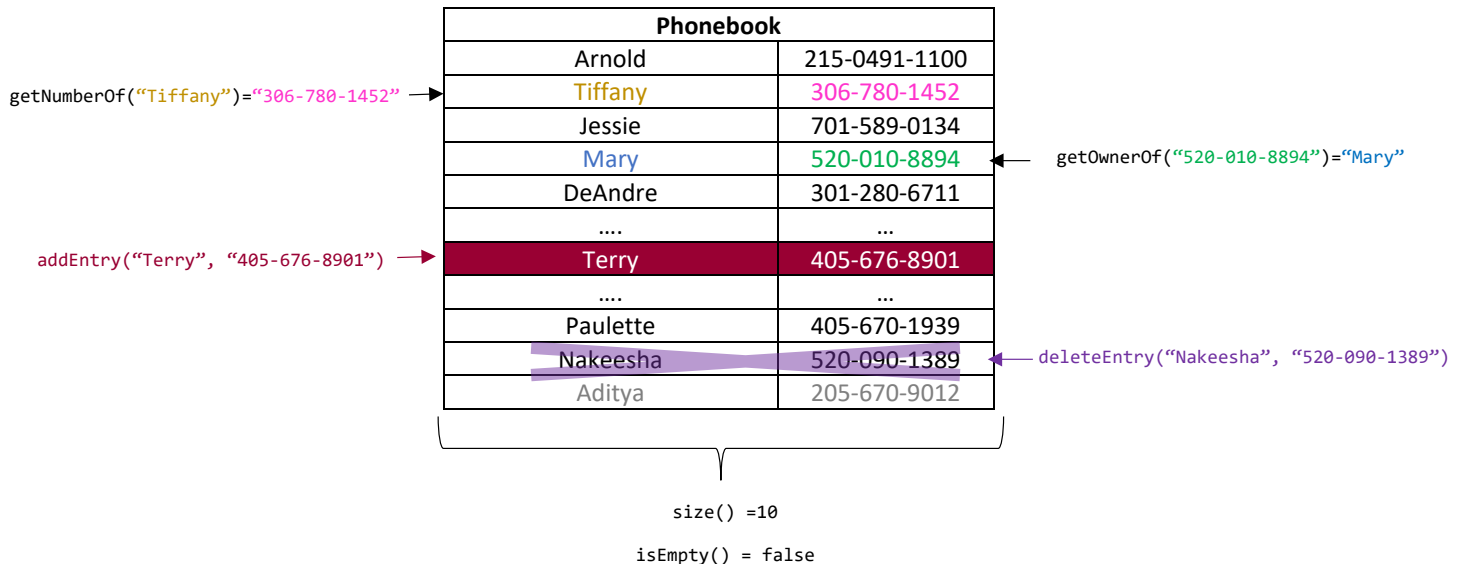 Phonebook
Arnold 215-0491-1100
getNumberOf(“Tiffany”)=“306-780-1452” Tiffany 306-780-1452
Jessie 701-589-0134
Mary 520-010-8894 getOwnerOf(“520-010-8894”)=“Mary”
DeAndre 301-280-6711
.... ...
addEntry(“Terry”, “405-676-8901”) Terry 405-676-8901
.... ...
Paulette 405-670-1939
Nakeesha 520-090-1389 deleteEntry(“Nakeesha”, “520-090-1389”)
Aditya 205-670-9012
size() =10
isEmpty() = false